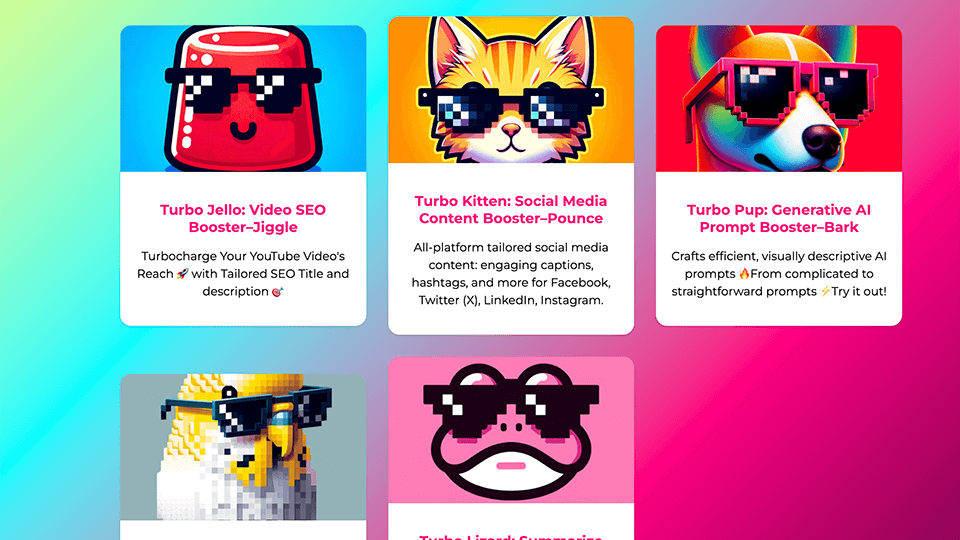 Turbo Jello: Video SEO
Booster–Jiggle
Turbocharge Your YouTube Video's
Reach 🚀 with Tailored SEO Title and
description 🎯
Turbo Kitten: Social Media
Content Booster–Pounce
All-platform tailored social media
content: engaging captions,
hashtags, and more for Facebook,
Twitter (X), LinkedIn, Instagram.
Turbo Pup: Generative AI
Prompt Booster–Bark
Crafts efficient, visually descriptive AI
prompts 🔥From complicated to
straightforward prompts ⚡Try it out!
Turbo Lizard: Summarize